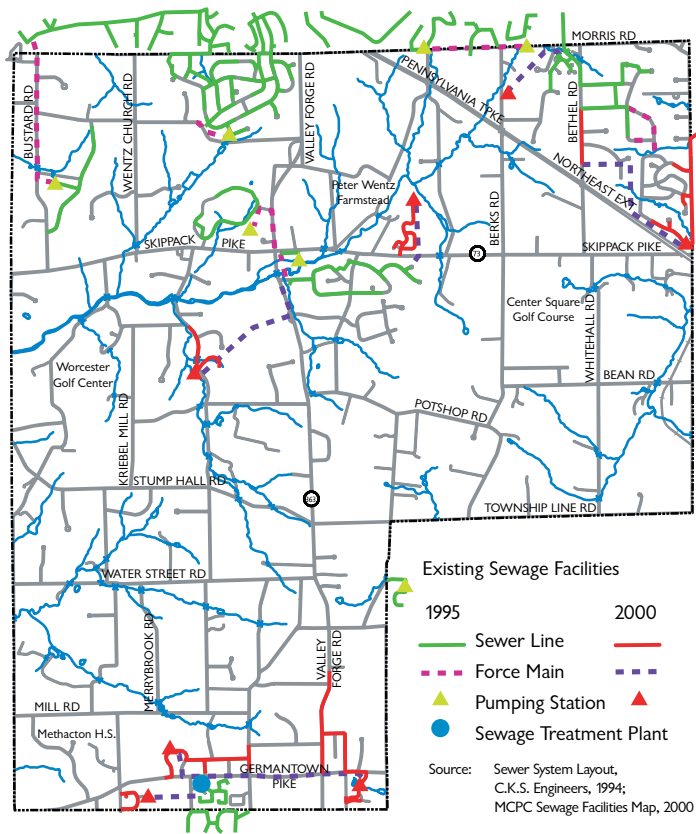 MORRIS RD
PENNSYLVANIA TPKE
NORTHEAST EXT
BUSTARD RD
WENTZ CHURCH RD
VALLEY FORGE RD
BETHEL RD
Peter Wentz
Farmstead
BERKS RD
SKIPPACK PIKE
SKIPPACK PIKE
73
Center Square
Golf Course
WHITEHALL RD
Worcester
Golf Center
BEAN RD
KRIEBEL MILL RD
POTSHOP RD
STUMP HALL RD
363
TOWNSHIP LINE RD
WATER STREET RD
MERRYBROOK RD
VALLEY
FORGE RD
MILL RD
Methacton H.S.
GERMANTOWN
PIKE
Existing Sewage Facilities
1995 2000
Sewer Line
Force Main
Pumping Station
Sewage Treatment Plant
Source: Sewer System Layout,
C.K.S. Engineers, 1994;
MCPC Sewage Facilities Map, 2000